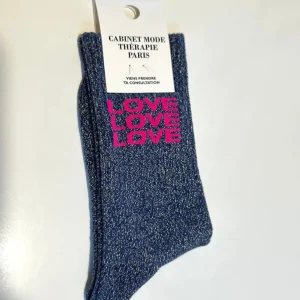 CABINET MODE
THÉRAPIE
PARIS
VIENS PRENDRE
TA CONSULTATION
LOVE
LOVE
LOVE